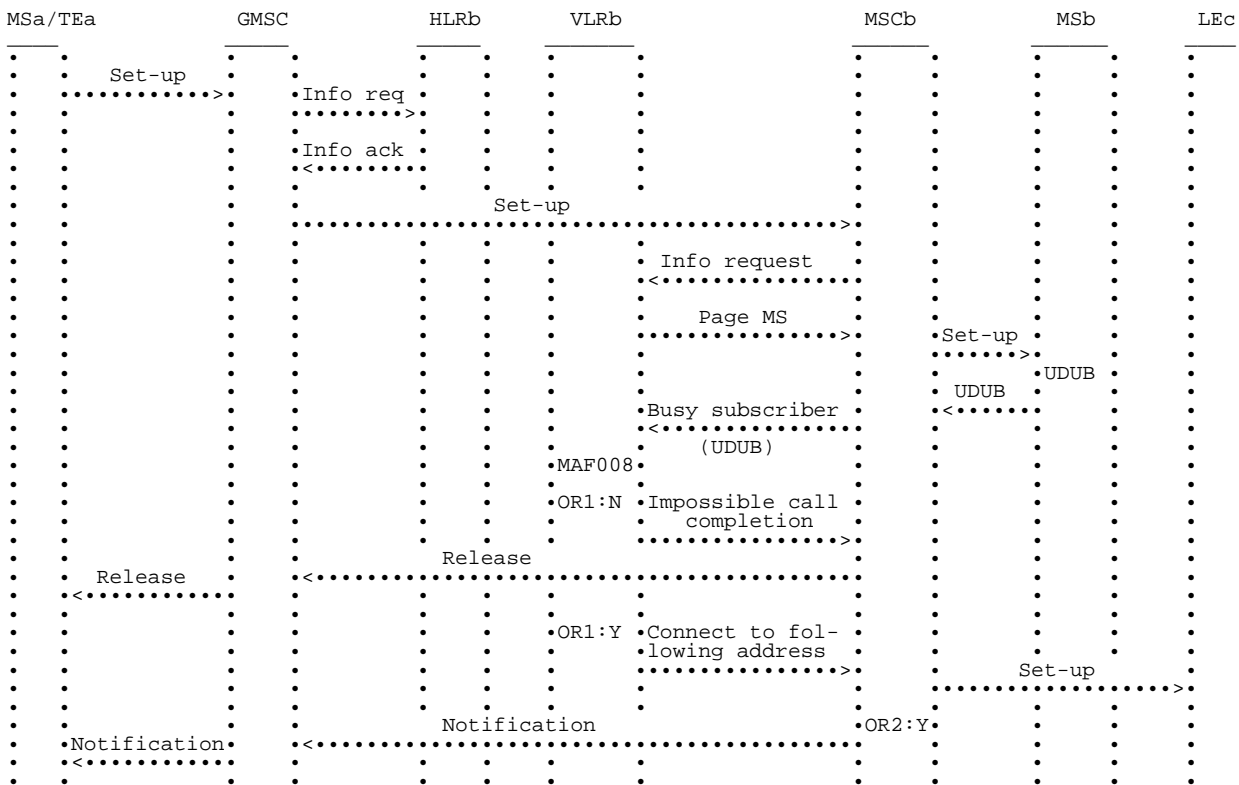 MSa/TEa GMSC HLRb VLRb MSCb MSb LEc
Set-up
Info req
Info ack
Set-up
Info request
Page MS
Set-up
UDUB
UDUB
Busy subscriber
(UDUB)
MAF008
OR1:N Impossible call
completion
Release
Release
OR1:Y Connect to fol-
lowing address
Set-up
Notification OR2:Y
Notification